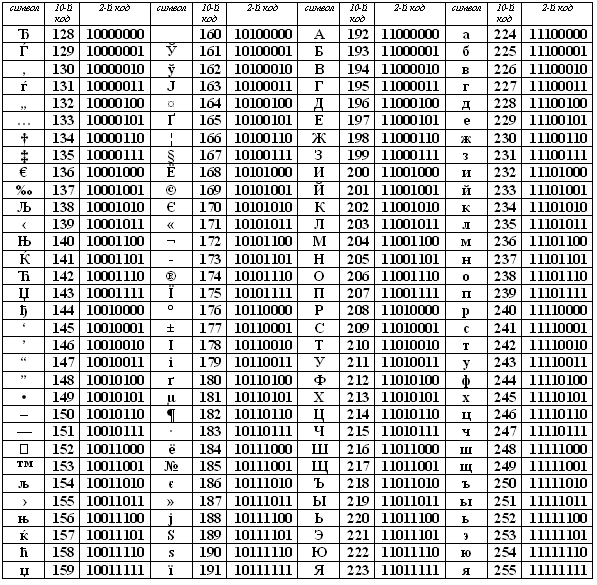 символ 10-й код 2-й код символ 10-й код 2-й код символ 10-й код 2-й код символ 10-й код 2-й код
Ђ 128 10000000 160 10100000 А 192 11000000 а 224 11100000
Ѓ 129 10000001 Ў 161 10100001 Б 193 11000001 б 225 11100001
‚ 130 10000010 ў 162 10100010 В 194 11000010 в 226 11100010
ѓ 131 10000011 Ј 163 10100011 Г 195 11000011 г 227 11100011
„ 132 10000100 ¤ 164 10100100 Д 196 11000100 д 228 11100100
… 133 10000101 Ґ 165 10100101 Е 197 11000101 е 229 11100101
† 134 10000110 ¦ 166 10100110 Ж 198 11000110 ж 230 11100110
‡ 135 10000111 § 167 10100111 З 199 11000111 з 231 11100111
€ 136 10001000 Ё 168 10101000 И 200 11001000 и 232 11101000
‰ 137 10001001 © 169 10101001 Й 201 11001001 й 233 11101001
Љ 138 10001010 Є 170 10101010 К 202 11001010 к 234 11101010
‹ 139 10001011 « 171 10101011 Л 203 11001011 л 235 11101011
Њ 140 10001100 ¬ 172 10101100 М 204 11001100 м 236 11101100
Ќ 141 10001101 - 173 10101101 Н 205 11001101 н 237 11101101
Ћ 142 10001110 ® 174 10101110 О 206 11001110 о 238 11101110
Џ 143 10001111 Ї 175 10101111 П 207 11001111 п 239 11101111
ђ 144 10010000 ° 176 10110000 Р 208 11010000 р 240 11110000
‘ 145 10010001 ± 177 10110001 С 209 11010001 с 241 11110001
’ 146 10010010 І 178 10110010 Т 210 11010010 т 242 11110010
“ 147 10010011 і 179 10110011 У 211 11010011 у 243 11110011
” 148 10010100 ґ 180 10110100 Ф 212 11010100 ф 244 11110100
• 149 10010101 µ 181 10110101 Х 213 11010101 х 245 11110101
– 150 10010110 ¶ 182 10110110 Ц 214 11010110 ц 246 11110110
— 151 10010111 · 183 10110111 Ч 215 11010111 ч 247 11110111
□ 152 10011000 ё 184 10111000 Ш 216 11011000 ш 248 11111000
™ 153 10011001 № 185 10111001 Щ 217 11011001 щ 249 11111001
љ 154 10011010 є 186 10111010 Ъ 218 11011010 ъ 250 11111010
› 155 10011011 » 187 10111011 Ы 219 11011011 ы 251 11111011
њ 156 10011100 ј 188 10111100 Ь 220 11011100 ь 252 11111100
ќ 157 10011101 Ѕ 189 10111101 Э 221 11011101 э 253 11111101
ћ 158 10011110 ѕ 190 10111110 Ю 222 11011110 ю 254 11111110
џ 159 10011111 ї 191 10111111 Я 223 11011111 я 255 11111111